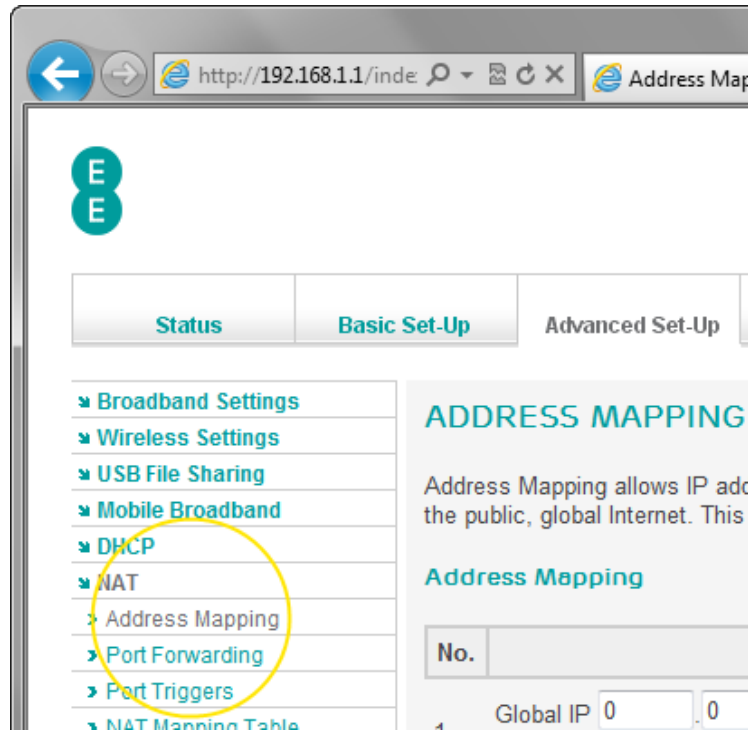 http://192.168.1.1/inde
Address Map
E
E
Status
Basic Set-Up
Advanced Set-Up
Broadband Settings
Wireless Settings
USB File Sharing
Mobile Broadband
DHCP
NAT
Address Mapping
Port Forwarding
Port Triggers
NAT Mapping Table
ADDRESS MAPPING
Address Mapping allows IP add
the public, global Internet. This
Address Mapping
No.
1 Global IP 0 .0